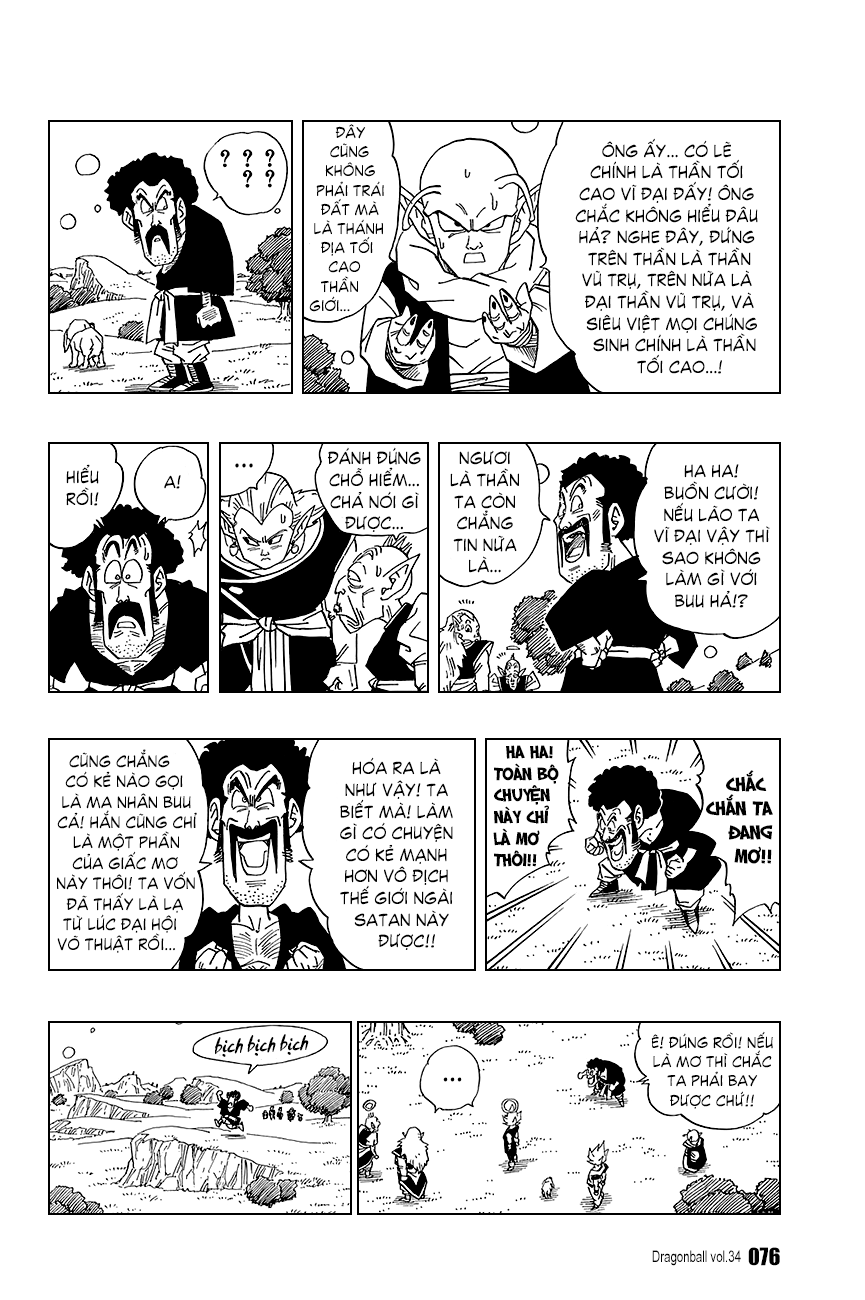 ÔNG ẤY... CÓ LẼ
CHÍNH LÀ THẦN TỐI
CAO VĨ ĐẠI ĐẤY! ÔNG
CHẮC KHÔNG HIỂU ĐÂU
HẢ? NGHE ĐÂY, ĐỨNG
TRÊN THẦN LÀ THẦN
VŨ TRỤ, TRÊN NỮA LÀ
ĐẠI THẦN VŨ TRỤ, VÀ
SIÊU VIỆT MỌI CHÚNG
SINH CHÍNH LÀ THẦN
TỐI CAO...!
ĐÂY
CŨNG
KHÔNG
PHẢI TRÁI
ĐẤT MÀ
LÀ THÁNH
ĐỊA TỐI
CAO
THẦN
GIỚI...
? ? ?
? ?
HA HA!
BUỒN CƯỜI!
NẾU LÃO TA
VĨ ĐẠI VẬY THÌ
SAO KHÔNG
LÀM GÌ VỚI
BUU HẢ!?
NGƯƠI
LÀ THẦN
TA CÒN
CHẲNG
TIN NỮA
LÀ...
ĐÁNH ĐÚNG
CHỖ HIỂM...
CHẢ NÓI GÌ
ĐƯỢC...
...
A!
HIỂU
RỒI!
CHẮC
CHẮN TA
ĐANG
MƠ!!
HA HA!
TOÀN BỘ
CHUYỆN
NÀY CHỈ
LÀ MƠ
THÔI!!
HÓA RA LÀ
NHƯ VẬY! TA
BIẾT MÀ! LÀM
GÌ CÓ CHUYỆN
CÓ KẺ MẠNH
HƠN VÔ ĐỊCH
THẾ GIỚI NGÀI
SATAN NÀY
ĐƯỢC!!
CŨNG CHẲNG
CÓ KẺ NÀO GỌI
LÀ MA NHÂN BUU
CẢ! HẮN CŨNG CHỈ
LÀ MỘT PHẦN
CỦA GIẤC MƠ
NÀY THÔI! TA VỐN
ĐÃ THẤY LÀ LẠ
TỪ LÚC ĐẠI HỘI
VÕ THUẬT RỒI...
Ê! ĐÚNG RỒI! NẾU
LÀ MƠ THÌ CHẮC
TA PHẢI BAY
ĐƯỢC CHỨ!!
...
bịch bịch bịch
Dragonball vol.34 076